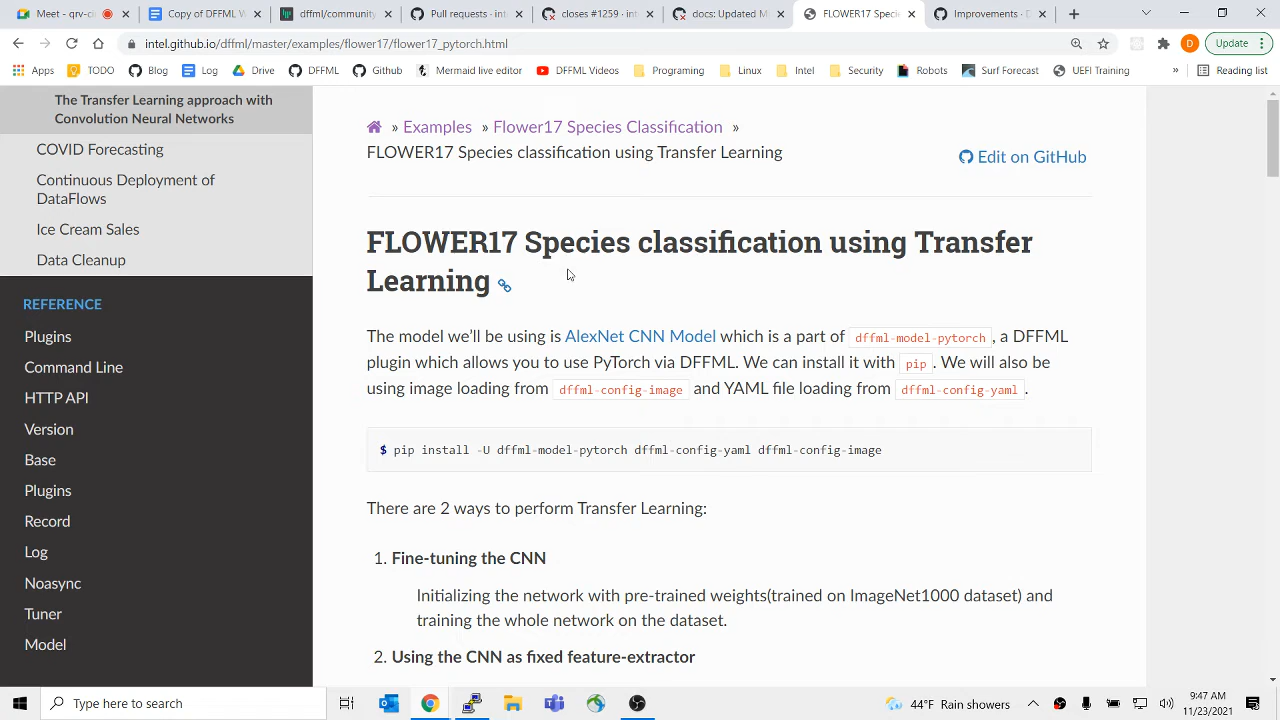 Meet - qrv-ci
Copy of DFFML W
dffml/community
Pull requests · int
closes #1259 · int
docs: Updated M
FLOWER17 Speci
Improvements · D
intel.github.io/dffml/master/examples/flower17/flower17_pytorch.html
D
Update
Apps
TODO
Blog
Log
Drive
DFFML
Github
Mermaid live editor
DFFML Videos
Programing
Linux
Intel
Security
Robots
Surf Forecast
UEFI Training
»
Reading list
The Transfer Learning approach with
Convolution Neural Networks
COVID Forecasting
Continuous Deployment of
DataFlows
Ice Cream Sales
Data Cleanup
REFERENCE
Plugins
Command Line
HTTP API
Version
Base
Plugins
Record
Log
Noasync
Tuner
Model
» Examples » Flower17 Species Classification »
FLOWER17 Species classification using Transfer Learning
Edit on GitHub
FLOWER17 Species classification using Transfer
Learning
The model we'll be using is AlexNet CNN Model which is a part of dffml-model-pytorch , a DFFML
plugin which allows you to use PyTorch via DFFML. We can install it with pip . We will also be
using image loading from dffml-config-image and YAML file loading from dffml-config-yaml .
$ pip install -U dffml-model-pytorch dffml-config-yaml dffml-config-image
There are 2 ways to perform Transfer Learning:
1. Fine-tuning the CNN
Initializing the network with pre-trained weights(trained on ImageNet1000 dataset) and
training the whole network on the dataset.
2. Using the CNN as fixed feature-extractor
Type here to search
44°F Rain showers
9:47 AM
11/23/2021